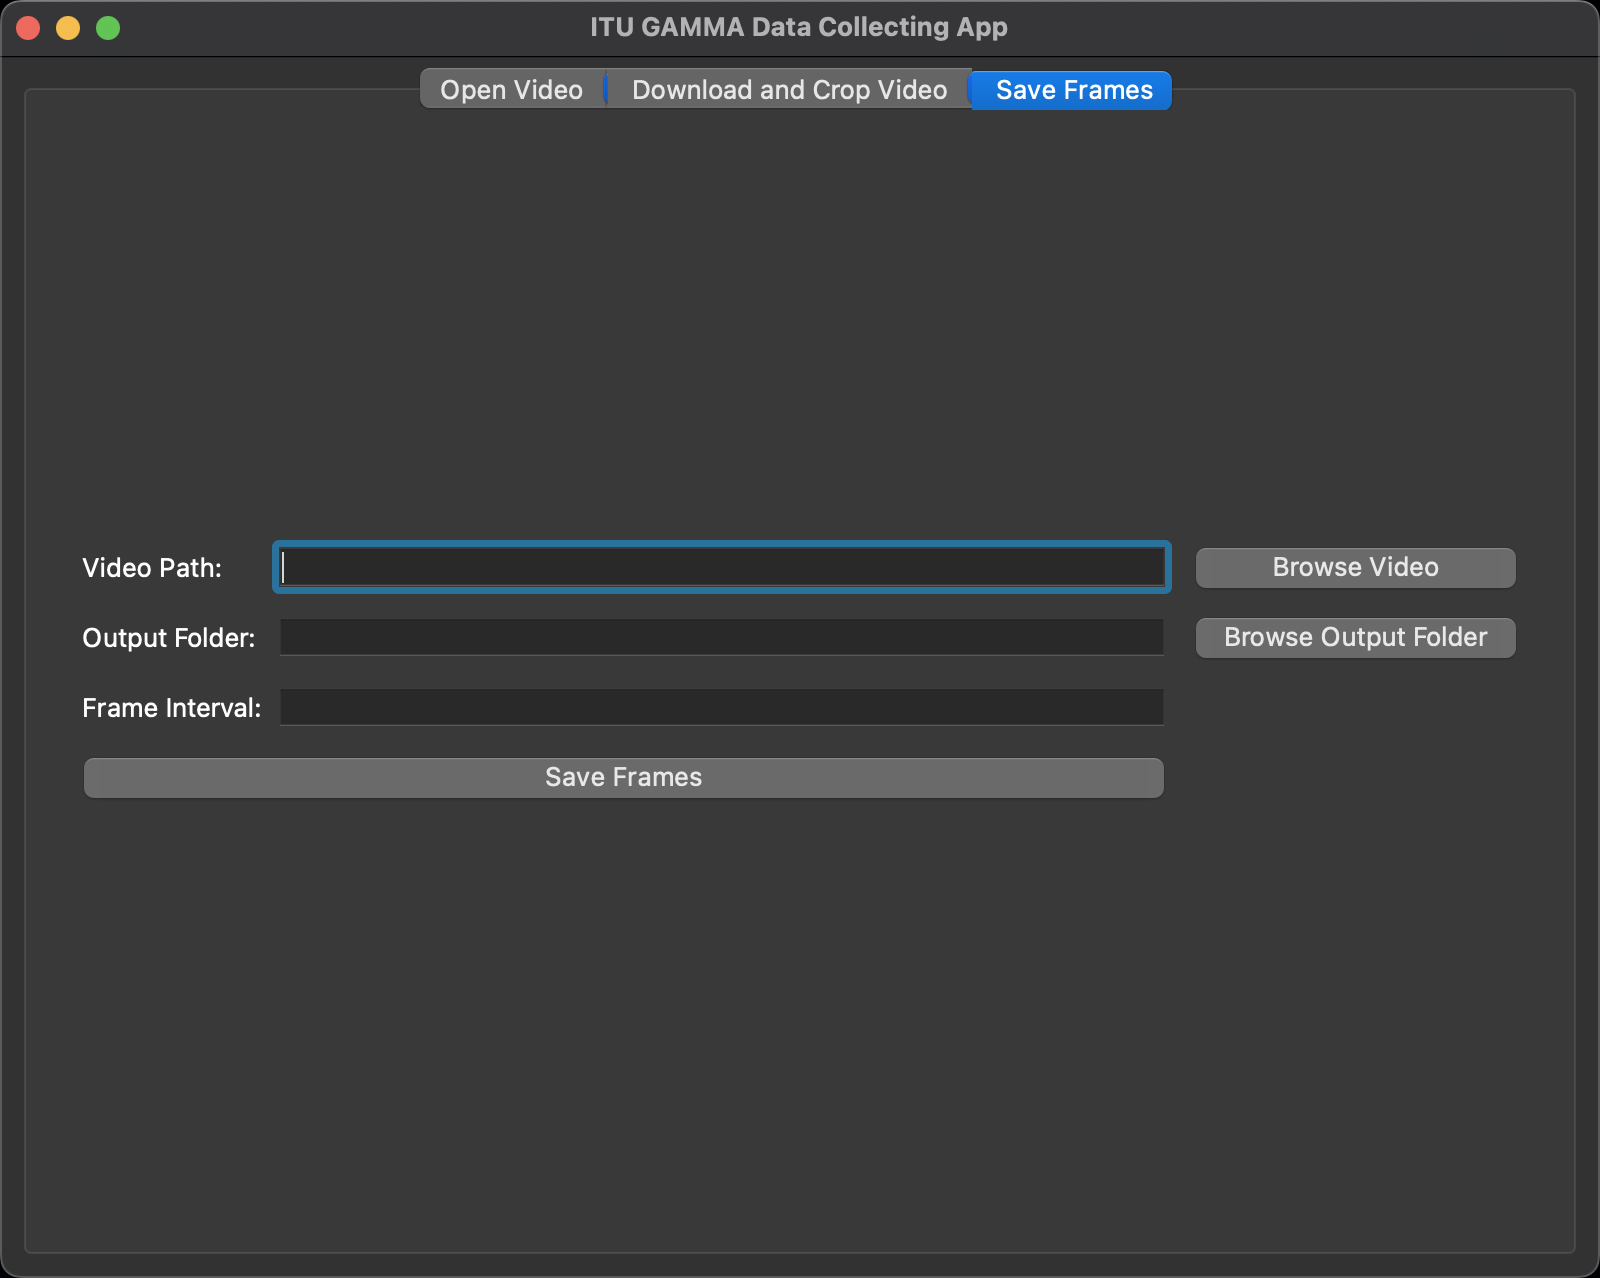 ITU GAMMA Data Collecting App
Open Video Download and Crop Video Save Frames
Video Path: Browse Video
Output Folder: Browse Output Folder
Frame Interval:
Save Frames